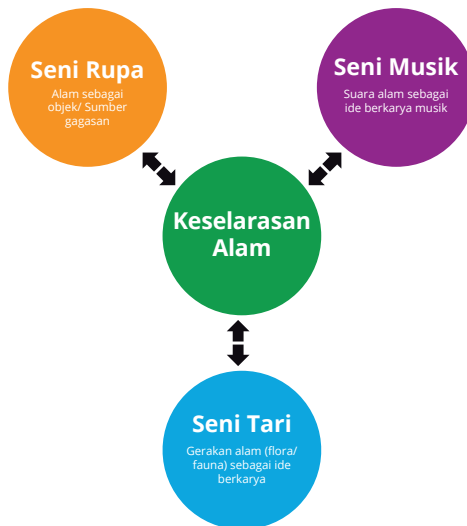 Seni Rupa
Alam sebagai
objek/ Sumber
gagasan
Seni Musik
Suara alam sebagai
ide berkarya musik
Keselarasan
Alam
Seni Tari
Gerakan alam (flora/
fauna) sebagai ide
berkarya